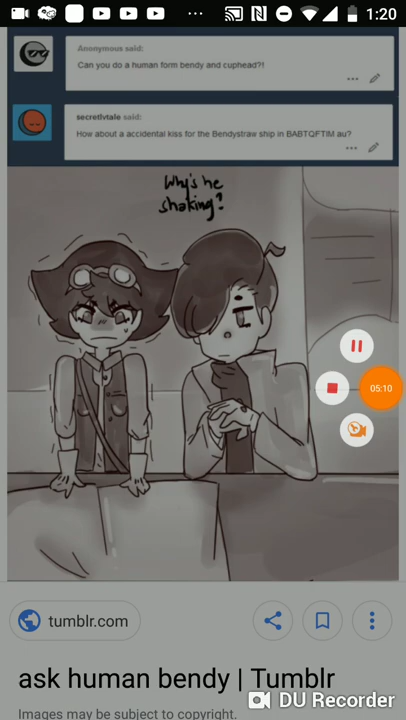 1:20
Anonymous said:
Can you do a human form bendy and cuphead?!
secretlvtale said:
How about a accidental kiss for the Bendystraw ship in BABTQFTIM au?
Why's he
shaking?
05:10
tumblr.com
ask human bendy | Tumblr
DU Recorder
Images may be subject to copyright.